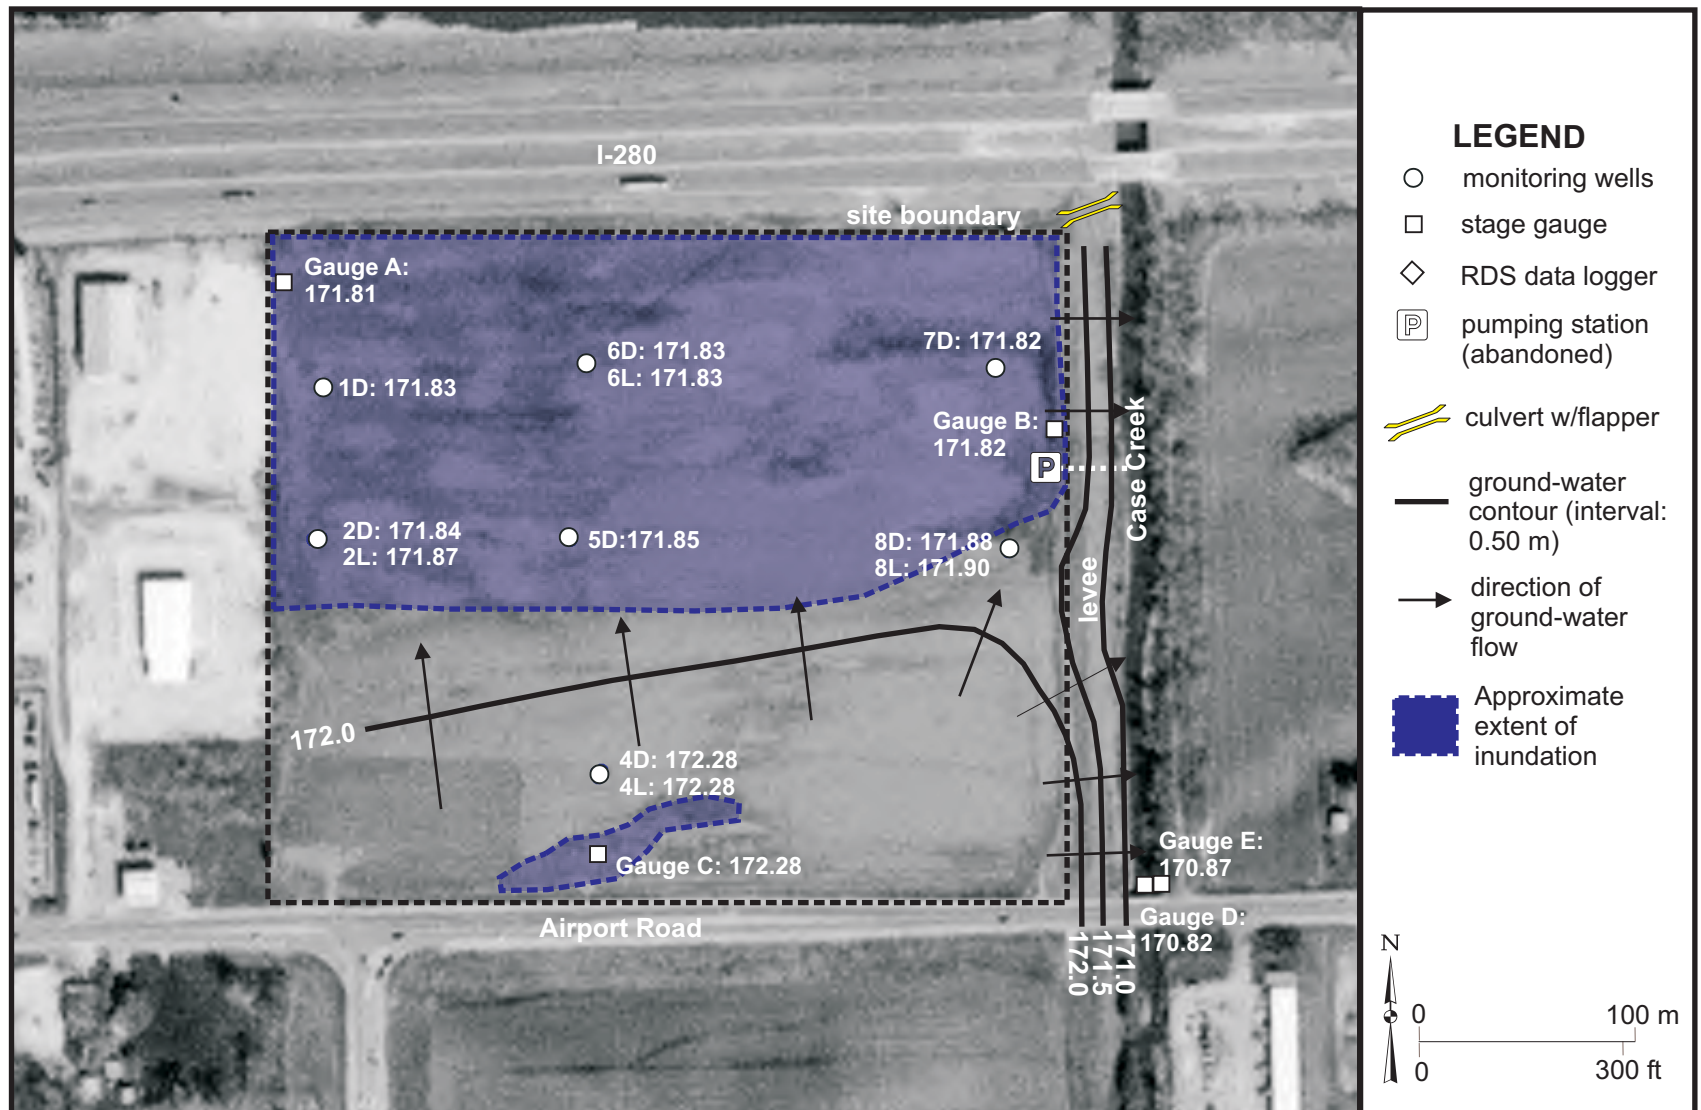 I-280
site boundary
Gauge A:
171.81
6D: 171.83
6L: 171.83
7D: 171.82
1D: 171.83
Gauge B:
171.82
P
Case Creek
2D: 171.84
2L: 171.87
5D:171.85
8D: 171.88
8L: 171.90
levee
172.0
4D: 172.28
4L: 172.28
Gauge C: 172.28
Gauge E:
170.87
Gauge D:
170.82
Airport Road
172.0
171.5
171.0
LEGEND
monitoring wells
stage gauge
RDS data logger
P
pumping station
(abandoned)
culvert w/flapper
ground-water
contour (interval:
0.50 m)
direction of
ground-water
flow
Approximate
extent of
inundation
N
0
100 m
0
300 ft